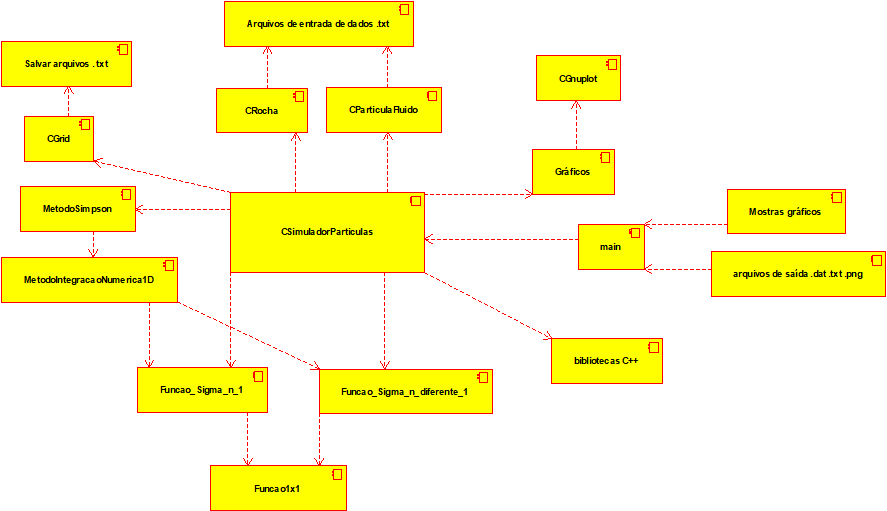 Arquivos de entrada de dados .txt
Salvar arquivos .txt
CGnuplot
CRocha
CParticulaFluido
CGrid
Gráficos
MetodoSimpson
CSimuladorParticulas
Mostras gráficos
main
MetodoIntegracaoNumerica1D
arquivos de saída .dat.txt .png
bibliotecas C++
Funcao_Sigma_n_1
Funcao_Sigma_n_diferente_1
Funcao1x1